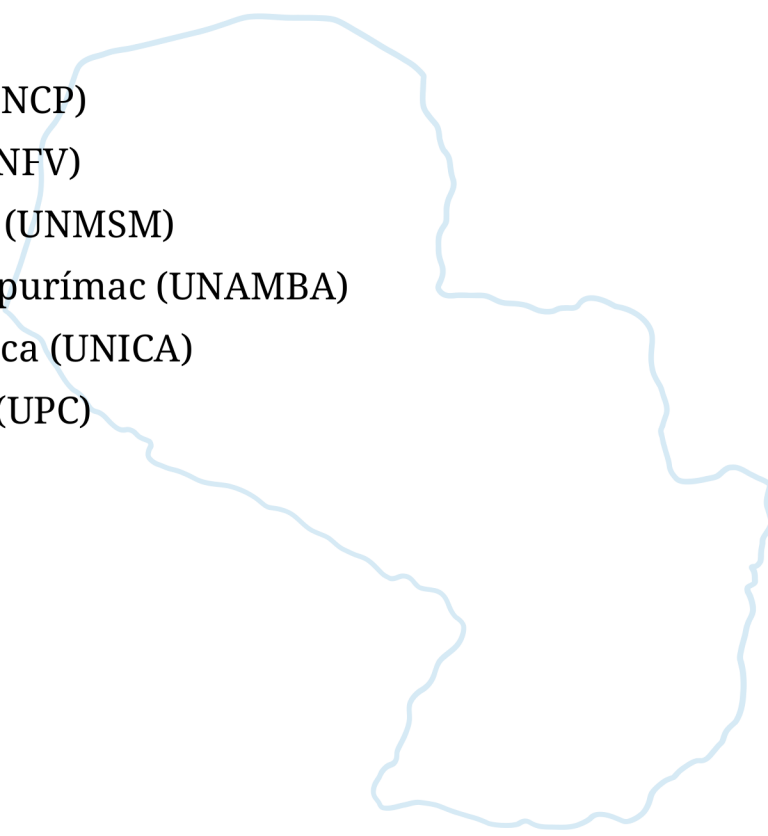 NCP)
NFV)
(UNMSM)
purímac (UNAMBA)
ca (UNICA)
(UPC)